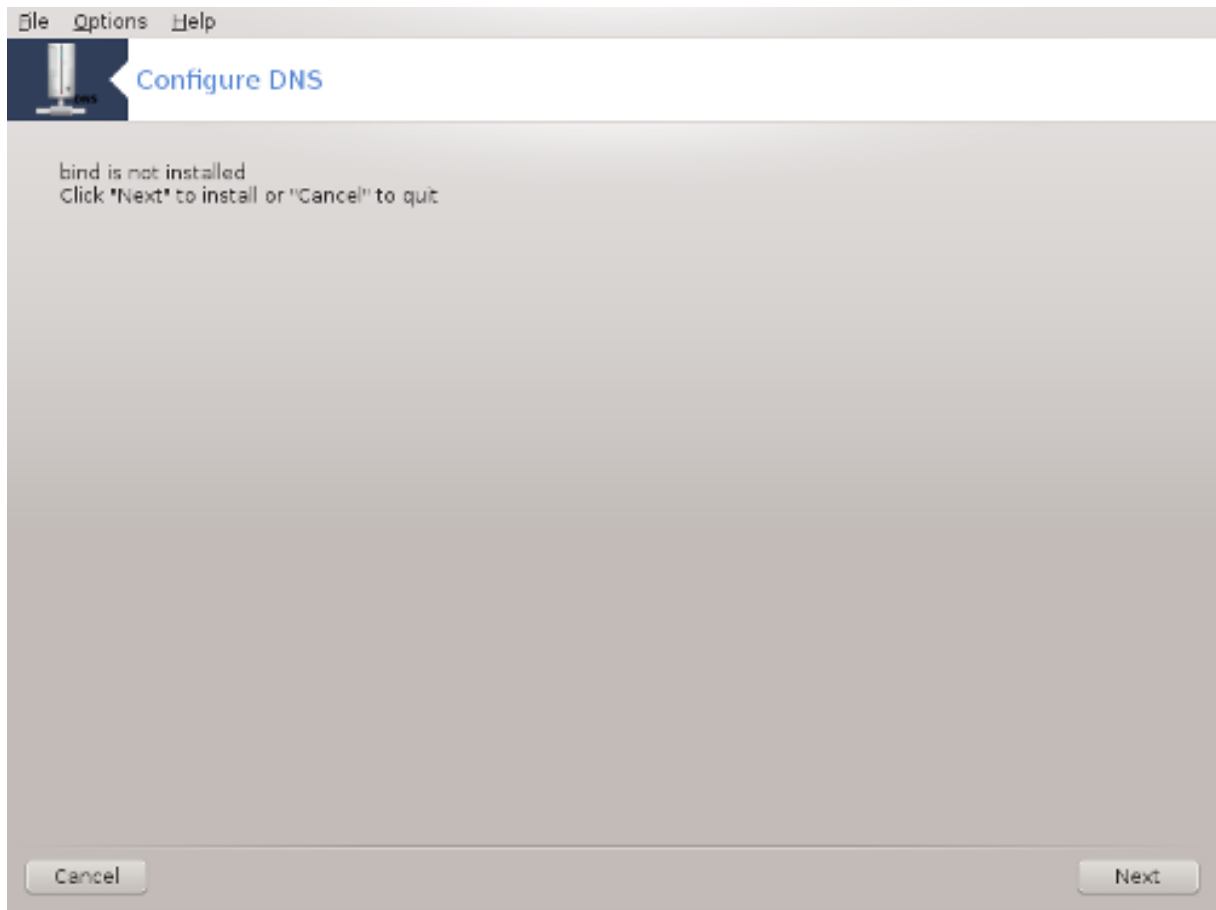 File Options Help
DNS
Configure DNS
bind is not installed
Click "Next" to install or "Cancel" to quit
Cancel Next